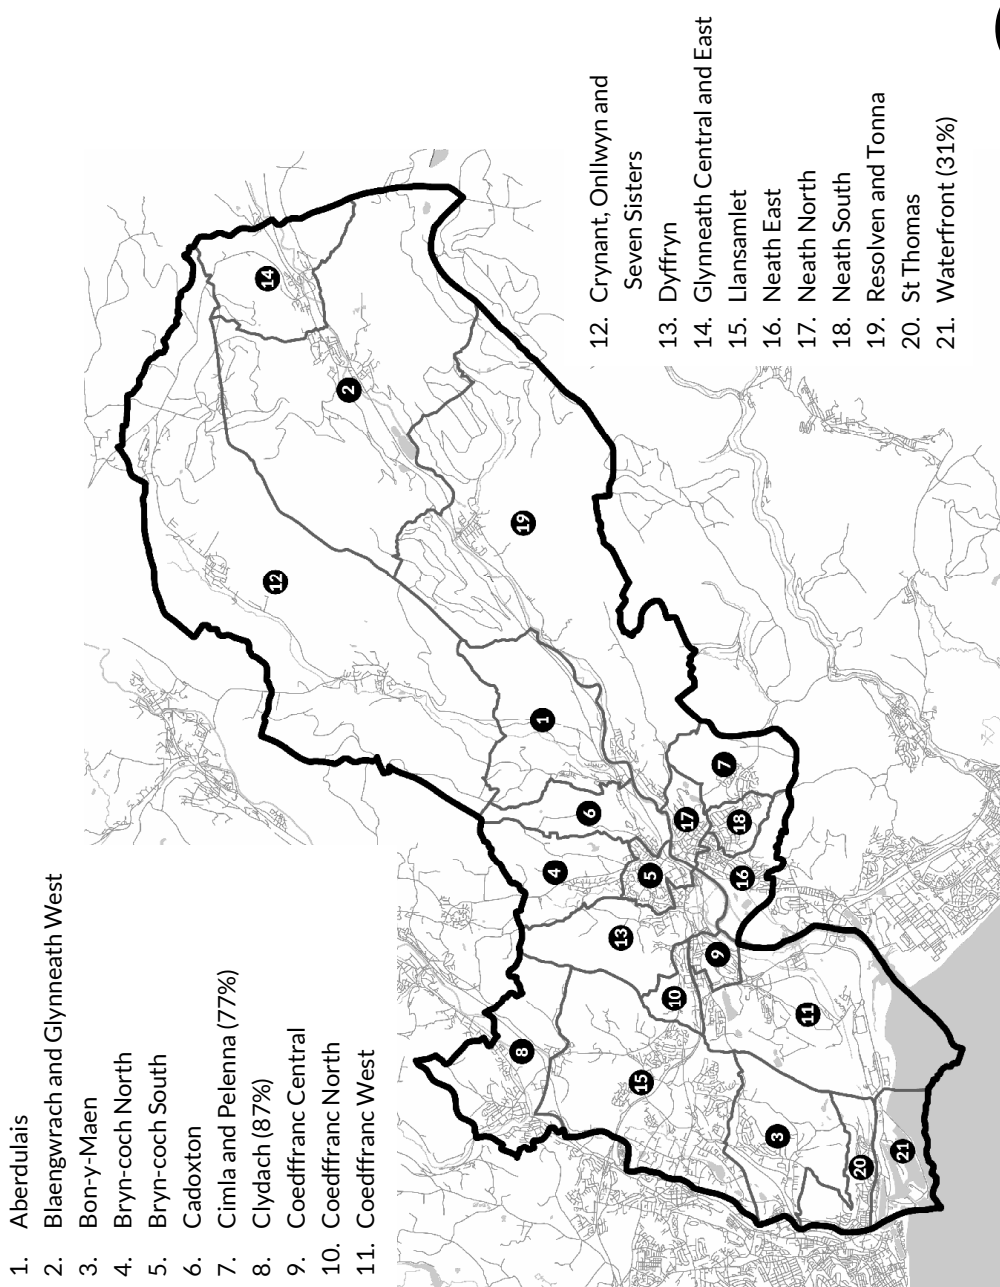 1. Aberdulais
2. Blaengwrach and Glynneath West
3. Bon-y-Maen
4. Bryn-coch North
5. Bryn-coch South
6. Cadoxton
7. Cimla and Pelenna (77%)
8. Clydach (87%)
9. Coedffranc Central
10. Coedffranc North
11. Coedffranc West
12. Crynant, Onllwyn and
Seven Sisters
13. Dyffryn
14. Glynneath Central and East
15. Llansamlet
16. Neath East
17. Neath North
18. Neath South
19. Resolven and Tonna
20. St Thomas
21. Waterfront (31%)
14
2
12
19
1
6
7
4
5
17
18
16
13
9
10
8
15
11
3
20
21